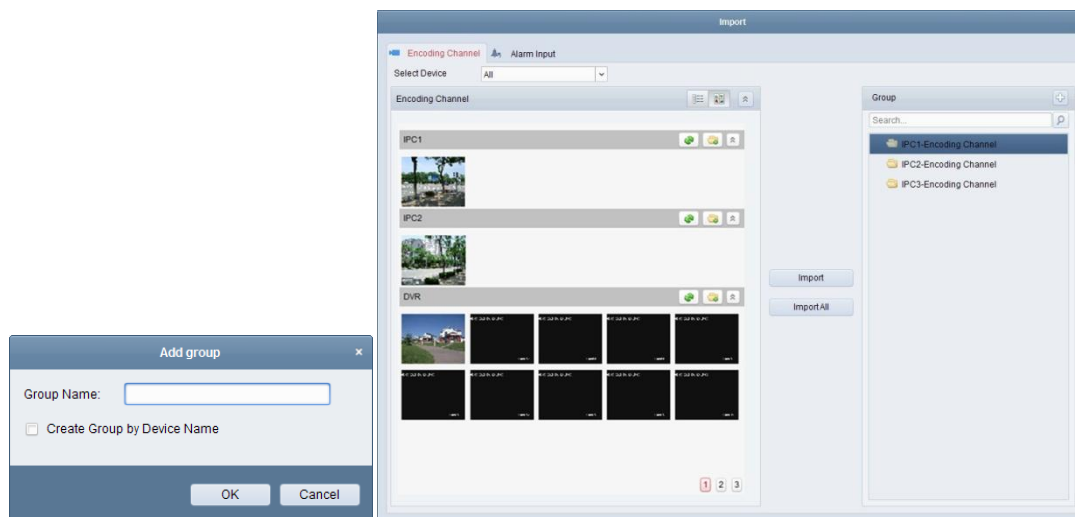 Add group
×
Group Name:
Create Group by Device Name
OK
Cancel
Import
Encoding Channel
Alarm Input
Select Device
All
Encoding Channel
IPC1
IPC2
DVR
1 2 3
Import
Import All
Group
Search...
IPC1-Encoding Channel
IPC2-Encoding Channel
IPC3-Encoding Channel